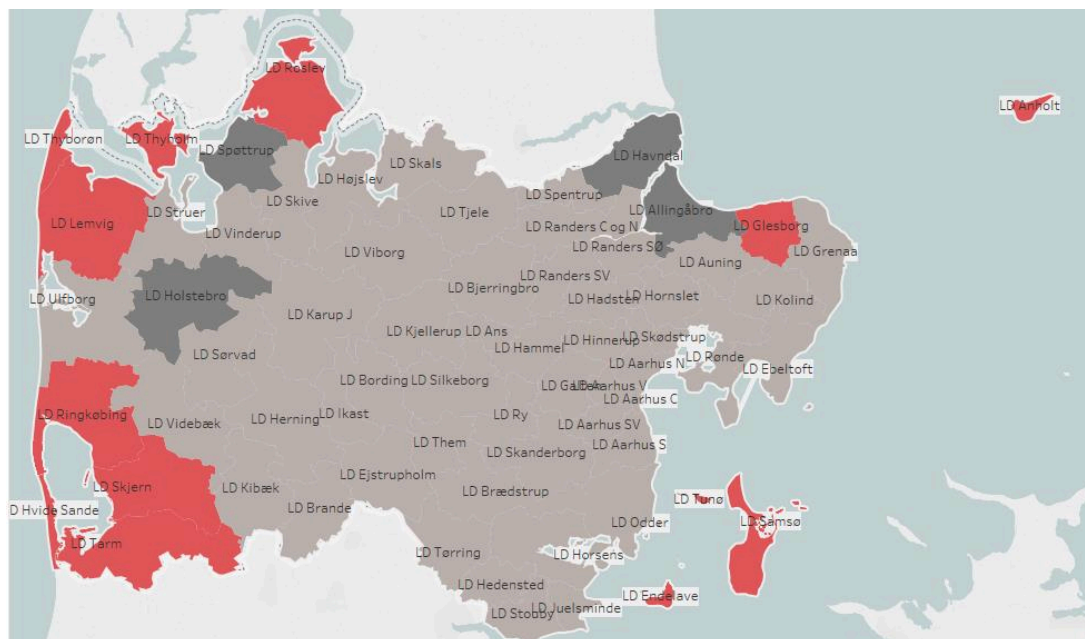 LD Roslev
LD Anholt
LD Thyborøn
LD Thyholm
LD Spøttrup
LD Havndal
LD Skals
LD Højslev
LD Spentrup
LD Skive
LD Struer
LD Tjele
LD Allingåbro
LD Lemvig
LD Vinderup
LD Randers C og N
LD Glesborg
LD Randers SØ
LD Grenaa
LD Viborg
LD Auning
LD Randers SV
LD Bjerringbro
LD Ulfborg
LD Holstebro
LD Hadsten
LD Hornslet
LD Kolind
LD Karup J
LD Kjellerup
LD Ans
LD Hinnerup
LD Skødstrup
LD Hammel
LD Sørvad
LD Rønde
LD Aarhus N
LD Ebeltoft
LD Bording
LD Silkeborg
LD Aarhus V
LD Aarhus C
LD Ringkøbing
LD Herning
LD Ikast
LD Ry
LD Videbæk
LD Aarhus SV
LD Them
LD Aarhus S
LD Skanderborg
LD Ejstrupholm
LD Skjern
LD Kibæk
LD Brædstrup
LD Tunø
LD Hvide Sande
LD Brande
LD Odder
LD Samsø
LD Tarm
LD Tørring
LD Horsens
LD Hedensted
LD Endelave
LD Juelsminde
LD Stouby